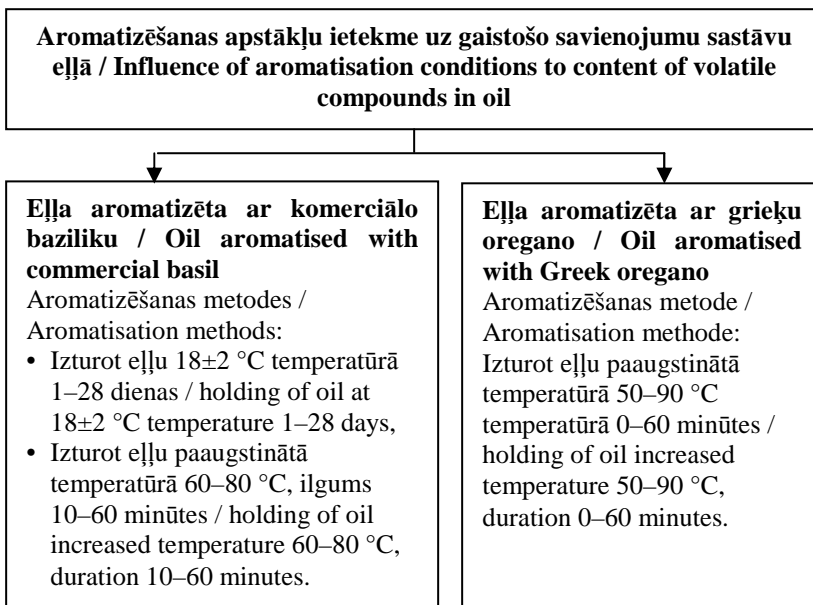 Aromatizēšanas apstākļu ietekme uz gaistošo savienojumu sastāvu
eļļā / Influence of aromatisation conditions to content of volatile
compounds in oil
Eļļa aromatizēta ar komerciālo
baziliku / Oil aromatised with
commercial basil
Aromatizēšanas metodes /
Aromatisation methods:
• Izturot eļļu 18±2 °C temperatūrā
1–28 dienas / holding of oil at
18±2 °C temperature 1–28 days,
• Izturot eļļu paaugstinātā
temperatūrā 60–80 °C, ilgums
10–60 minūtes / holding of oil
increased temperature 60–80 °C,
duration 10–60 minutes.
Eļļa aromatizēta ar grieķu
oregano / Oil aromatised
with Greek oregano
Aromatizēšanas metode /
Aromatisation methode:
Izturot eļļu paaugstinātā
temperatūrā 50–90 °C
temperatūrā 0–60 minūtes /
holding of oil increased
temperature 50–90 °C,
duration 0–60 minutes.